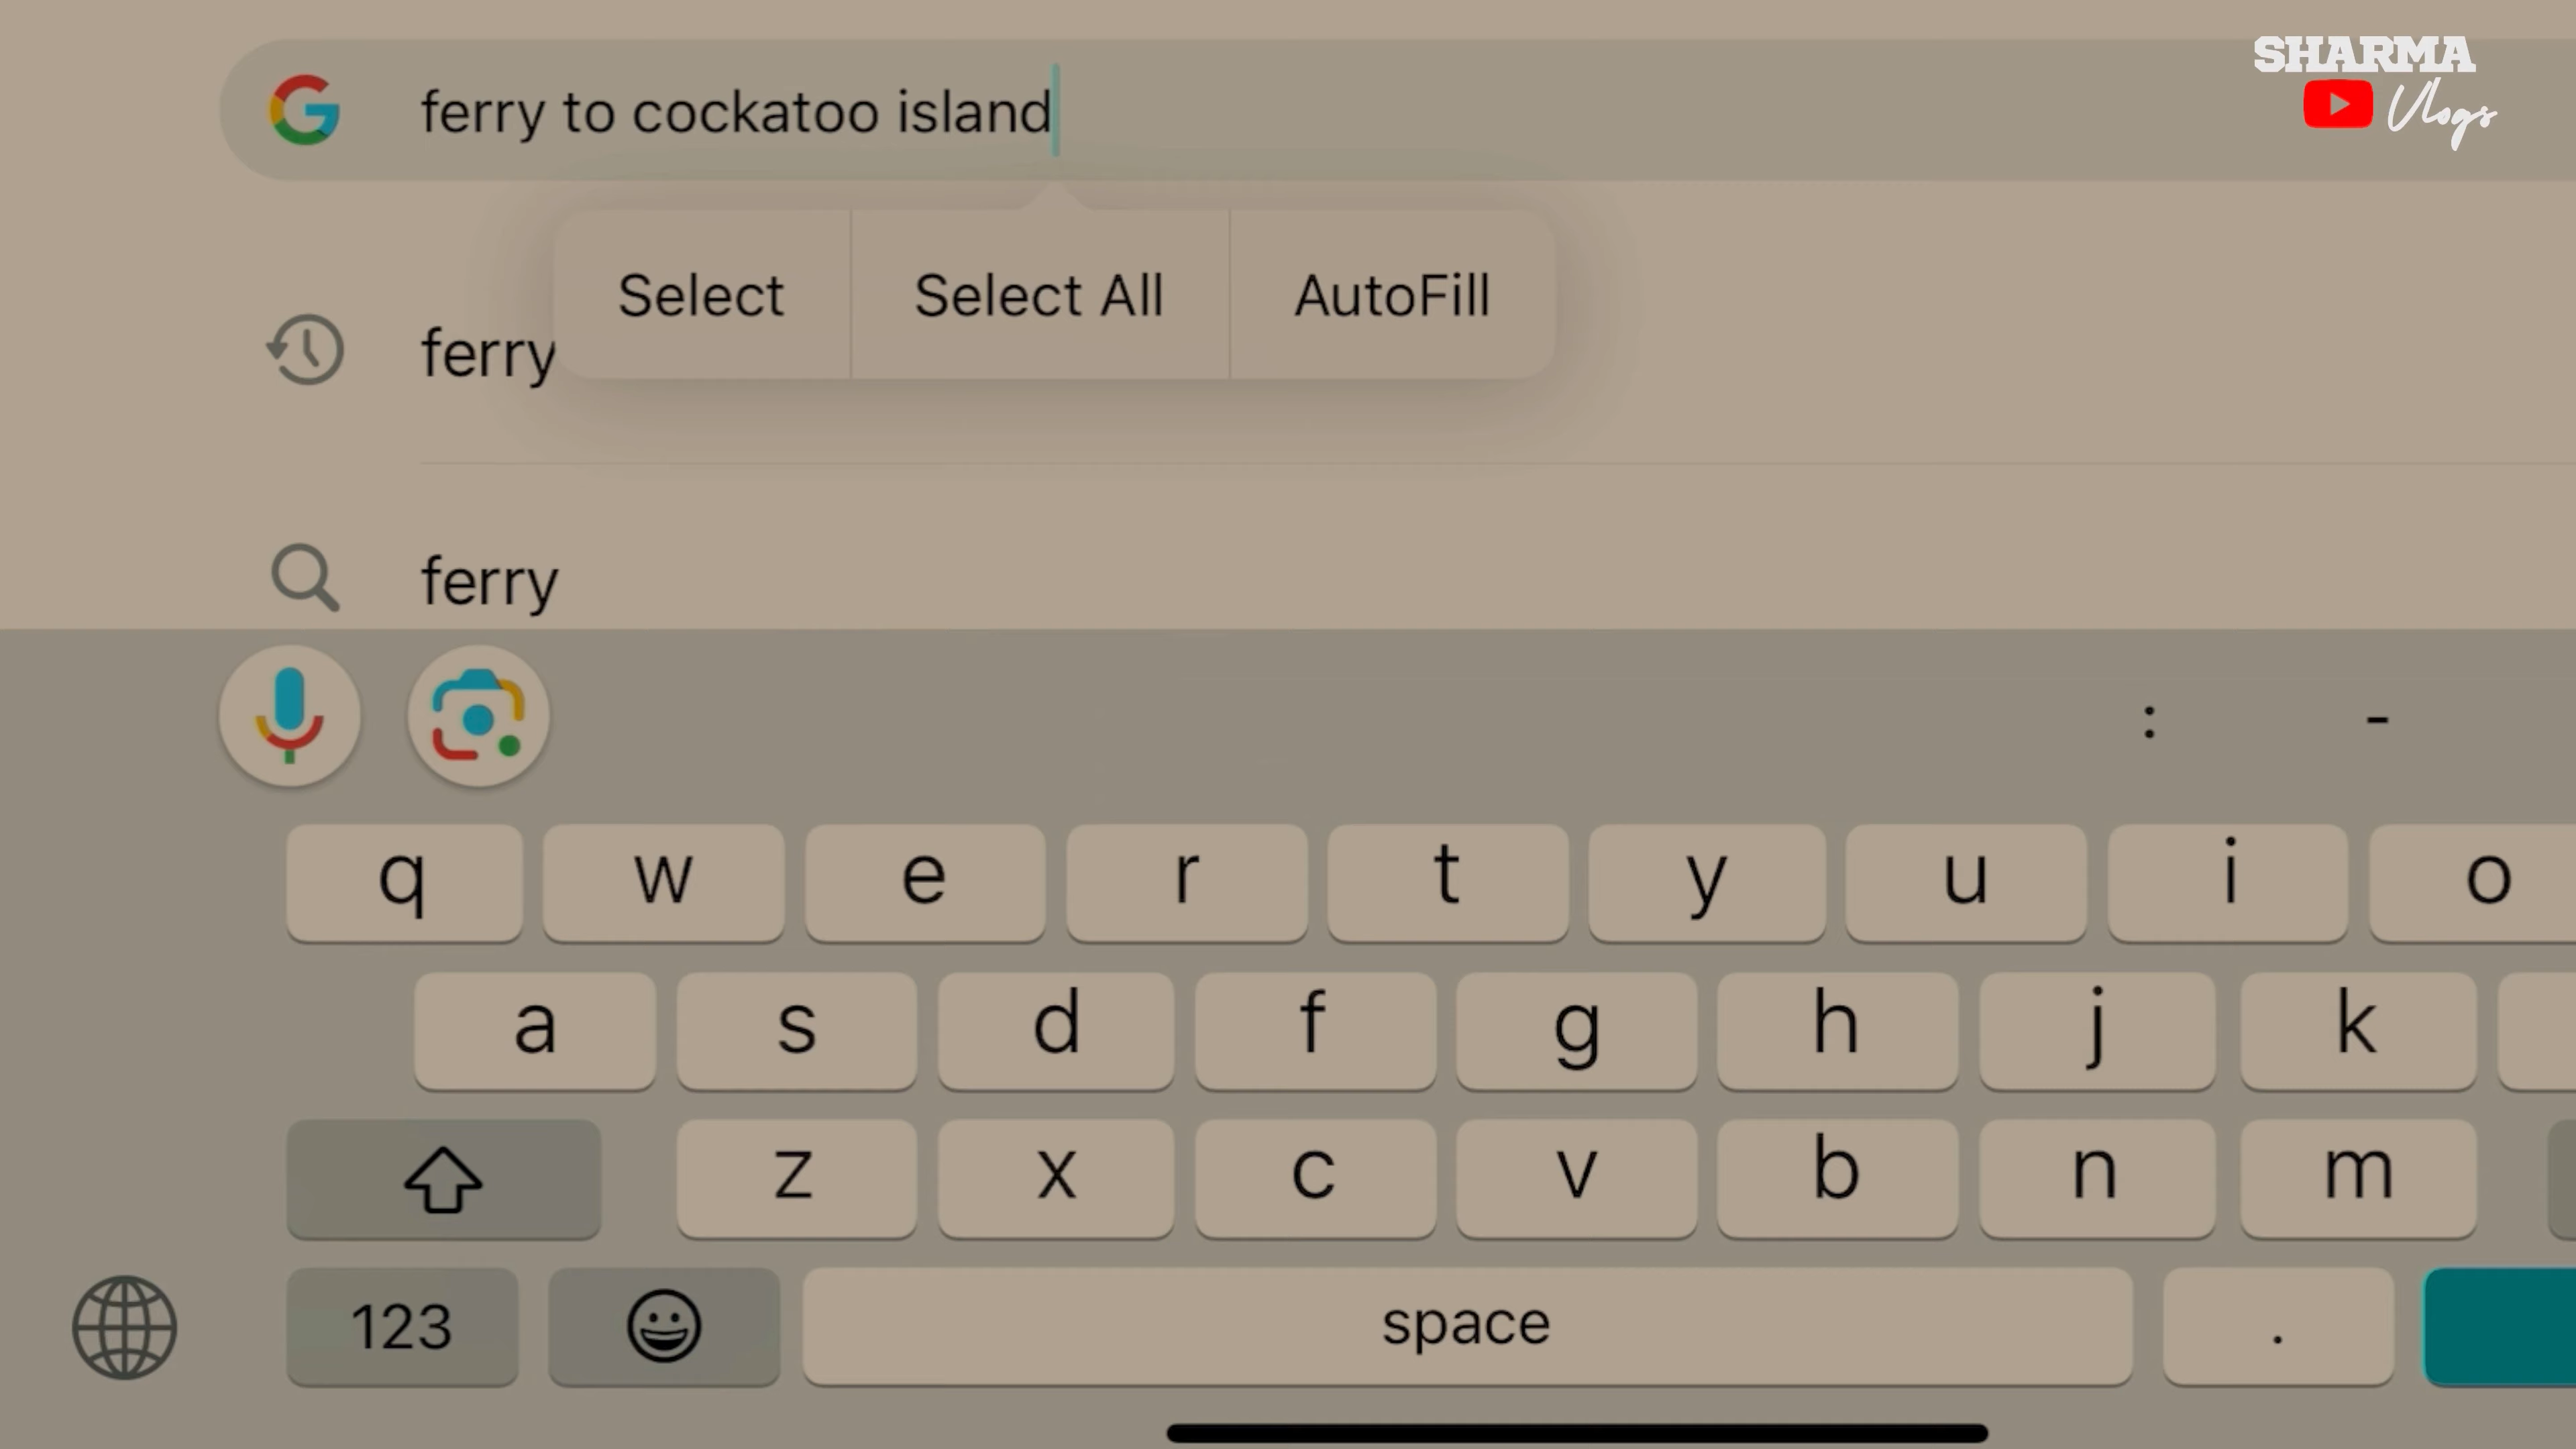 SHARMA
Vlogs
ferry to cockatoo island
Select
Select All
AutoFill
ferry
ferry
: -
q w e r t y u i o
a s d f g h j k
z x c v b n m
123
space
.